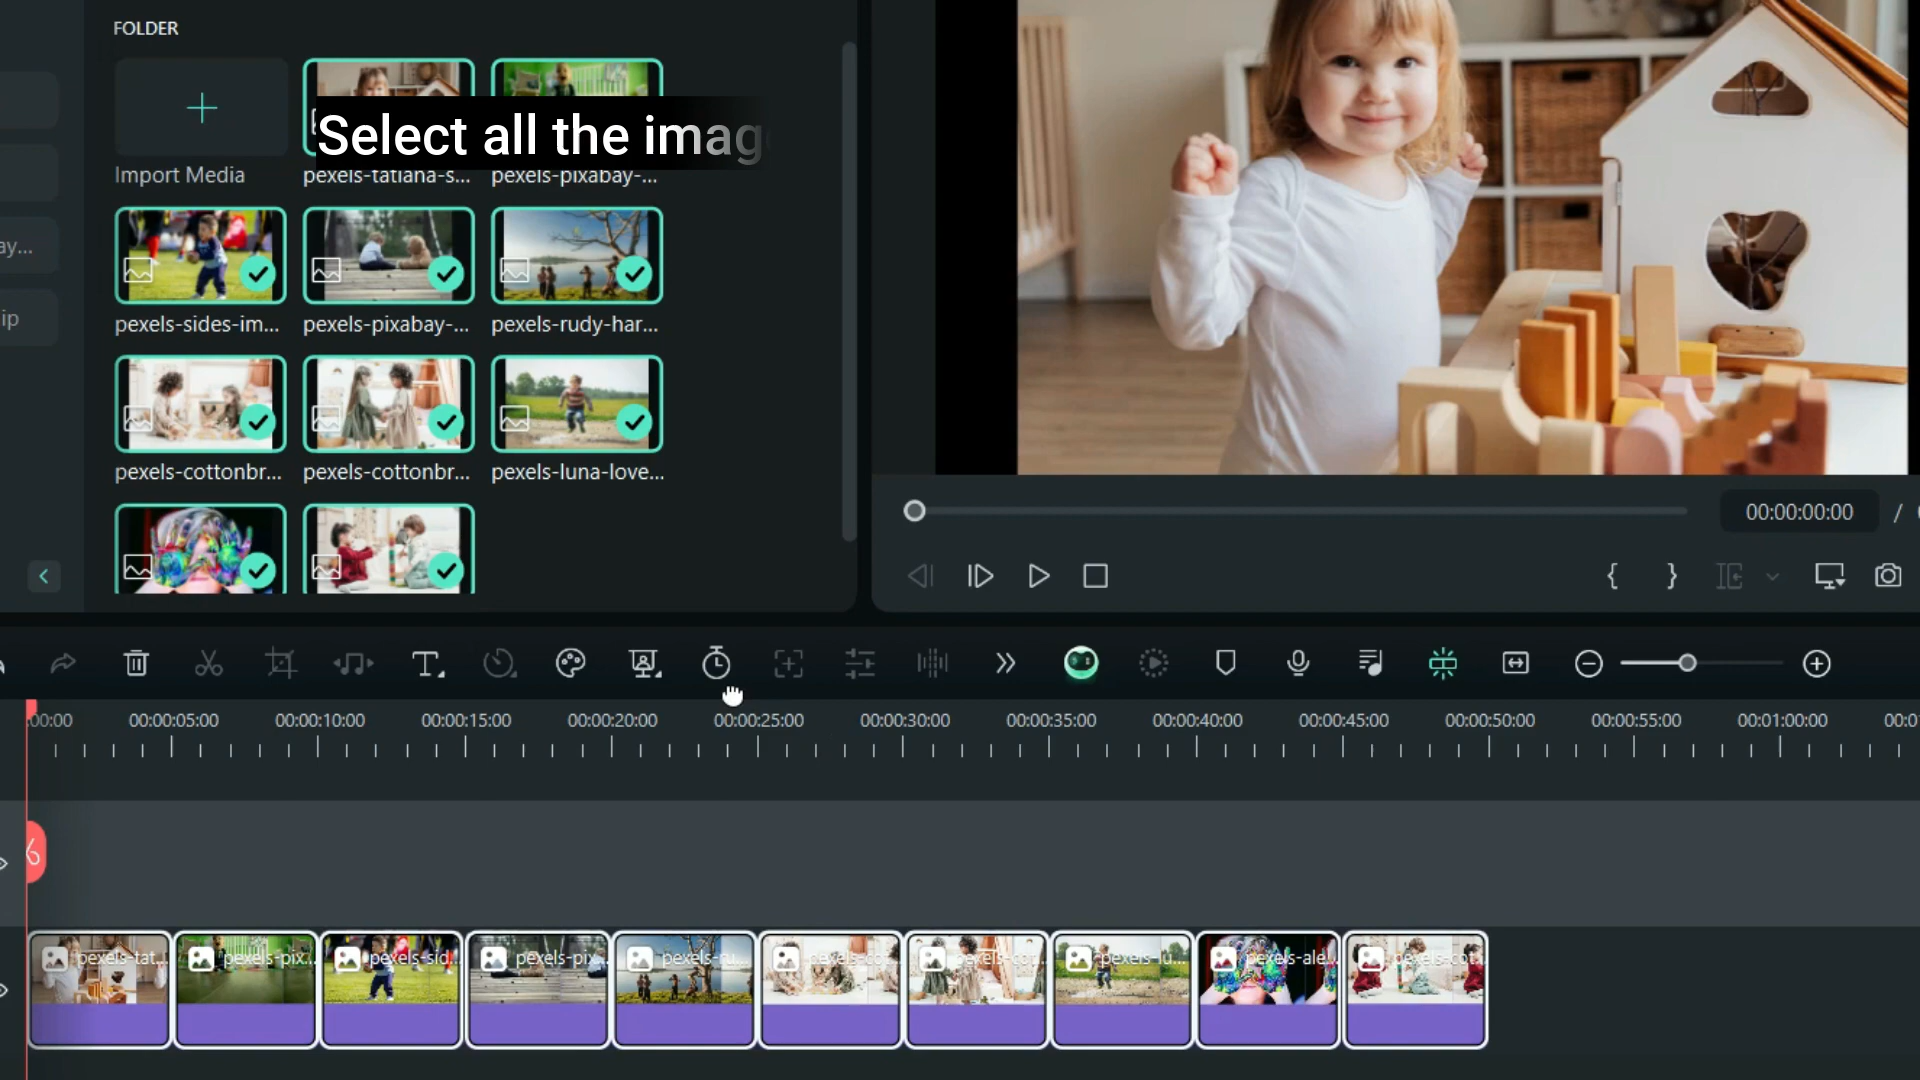 FOLDER
Select all the imag
Import Media
pexels-tatiana-s...
pexels-pixabay-...
ay...
pexels-sides-im...
pexels-pixabay-...
pexels-rudy-har...
ip
pexels-cottonbr...
pexels-cottonbr...
pexels-luna-love...
00:00:00:00 /
00:00
00:00:05:00
00:00:10:00
00:00:15:00
00:00:20:00
00:00:25:00
00:00:30:00
00:00:35:00
00:00:40:00
00:00:45:00
00:00:50:00
00:00:55:00
00:01:00:00
00:0
pexels-tat...
pexels-pix...
pexels-sid...
pexels-pix...
pexels-ru...
pexels-cot...
pexels-cot...
pexels-lu...
pexels-ale...
pexels-cot...